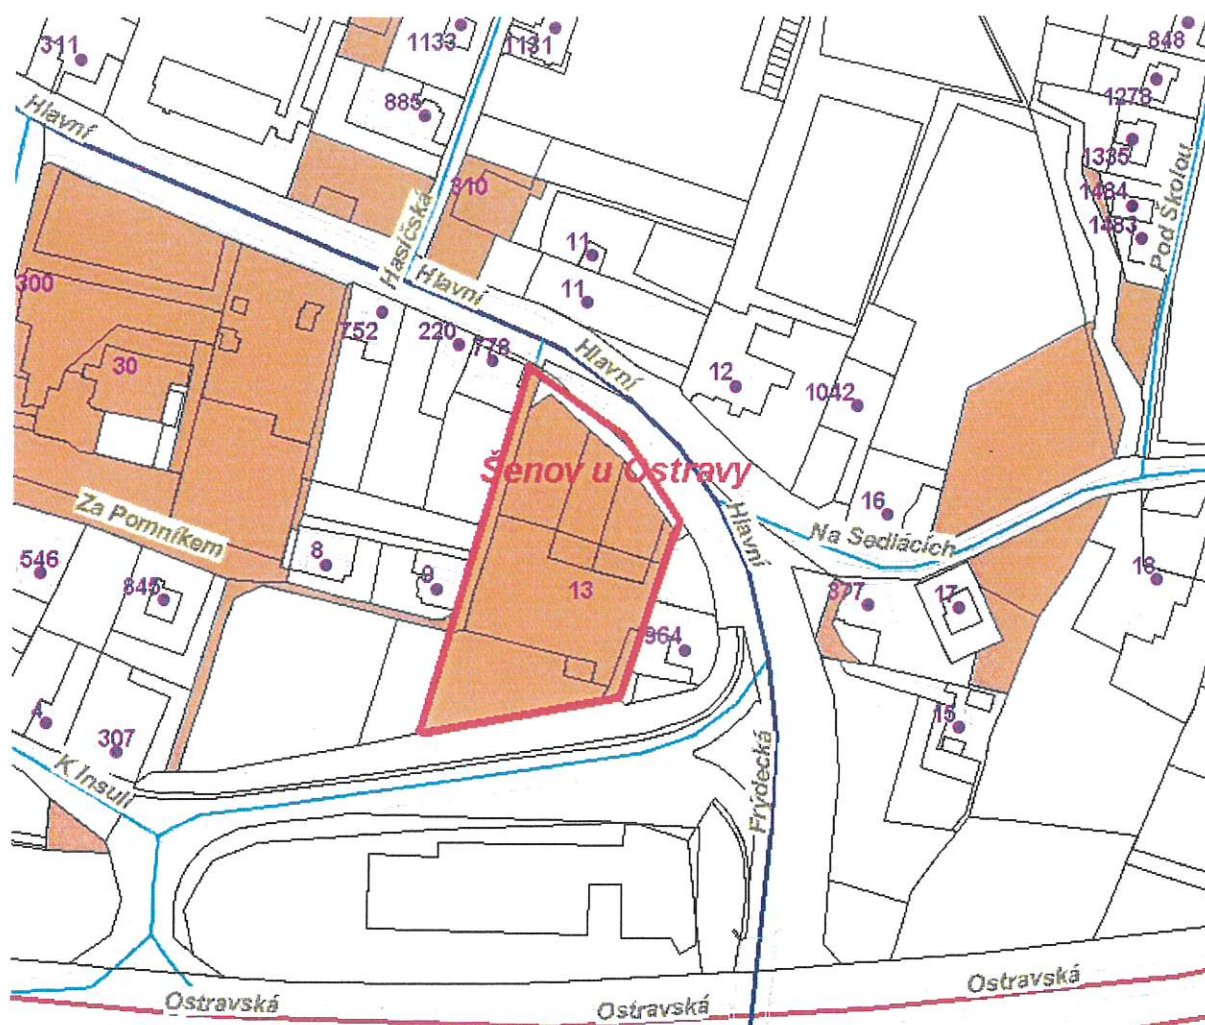 848
311
1133
1131
1278
885
Hlavní
1335
310
1484
1483
Pod Školou
Hasičská
11
Hlavní
300
11
752
220
778
Hlavní
30
12
1042
Šenov u Ostravy
Za Pomníkem
16
Hlavní
Na Sedlácích
546
8
9
845
13
377
17
18
964
4
307
15
K Insuli
Frýdecká
Ostravská
Ostravská
Ostravská